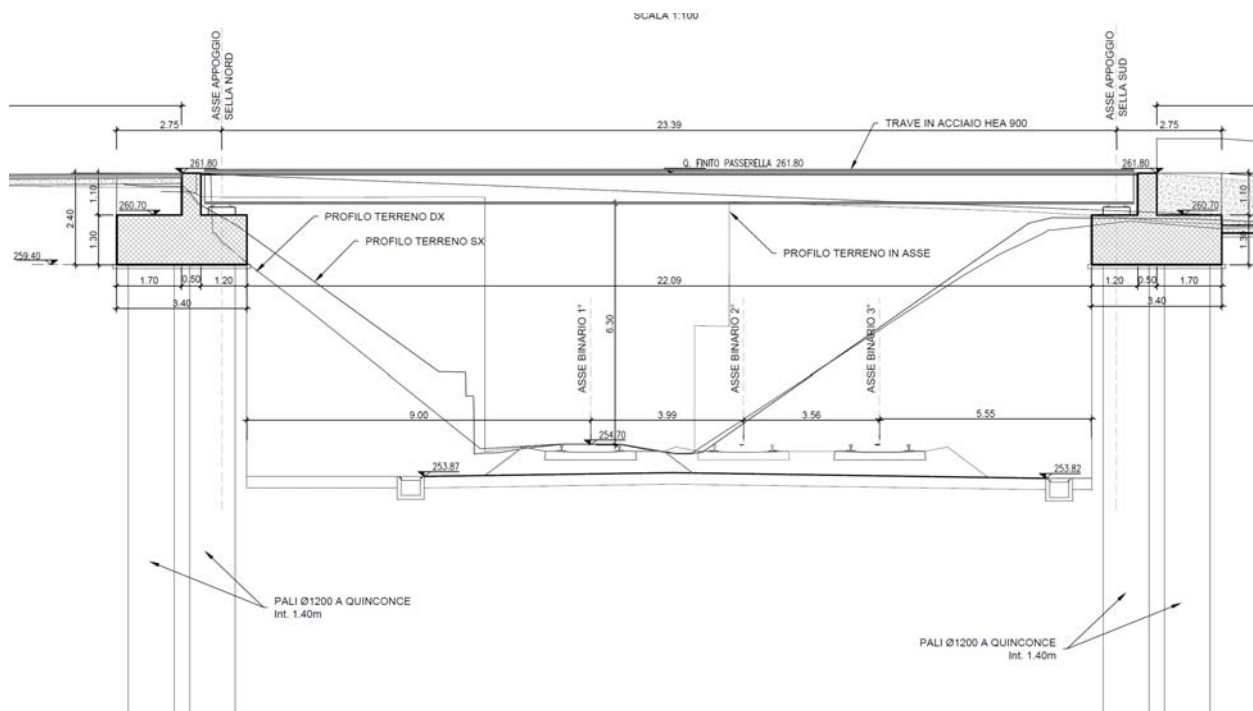 SCALA 1:100
ASSE APPOGGIO
SELLA NORD
ASSE APPOGGIO
SELLA SUD
2.75
23.39
TRAVE IN ACCIAIO HEA 900
2.75
261.80
Q. FINITO PASSERELLA 261.80
261.80
1.10
2.40
260.70
PROFILO TERRENO DX
260.70
1.10
1.30
PROFILO TERRENO SX
PROFILO TERRENO IN ASSE
1.30
259.40
1.70
0.50
1.20
22.09
1.20
0.50
1.70
3.40
3.40
ASSE BINARIO 1°
6.30
ASSE BINARIO 2°
ASSE BINARIO 3°
9.00
3.99
3.56
5.55
254.70
253.87
253.82
PALI Ø1200 A QUINCONCE
Int. 1.40m
PALI Ø1200 A QUINCONCE
Int. 1.40m